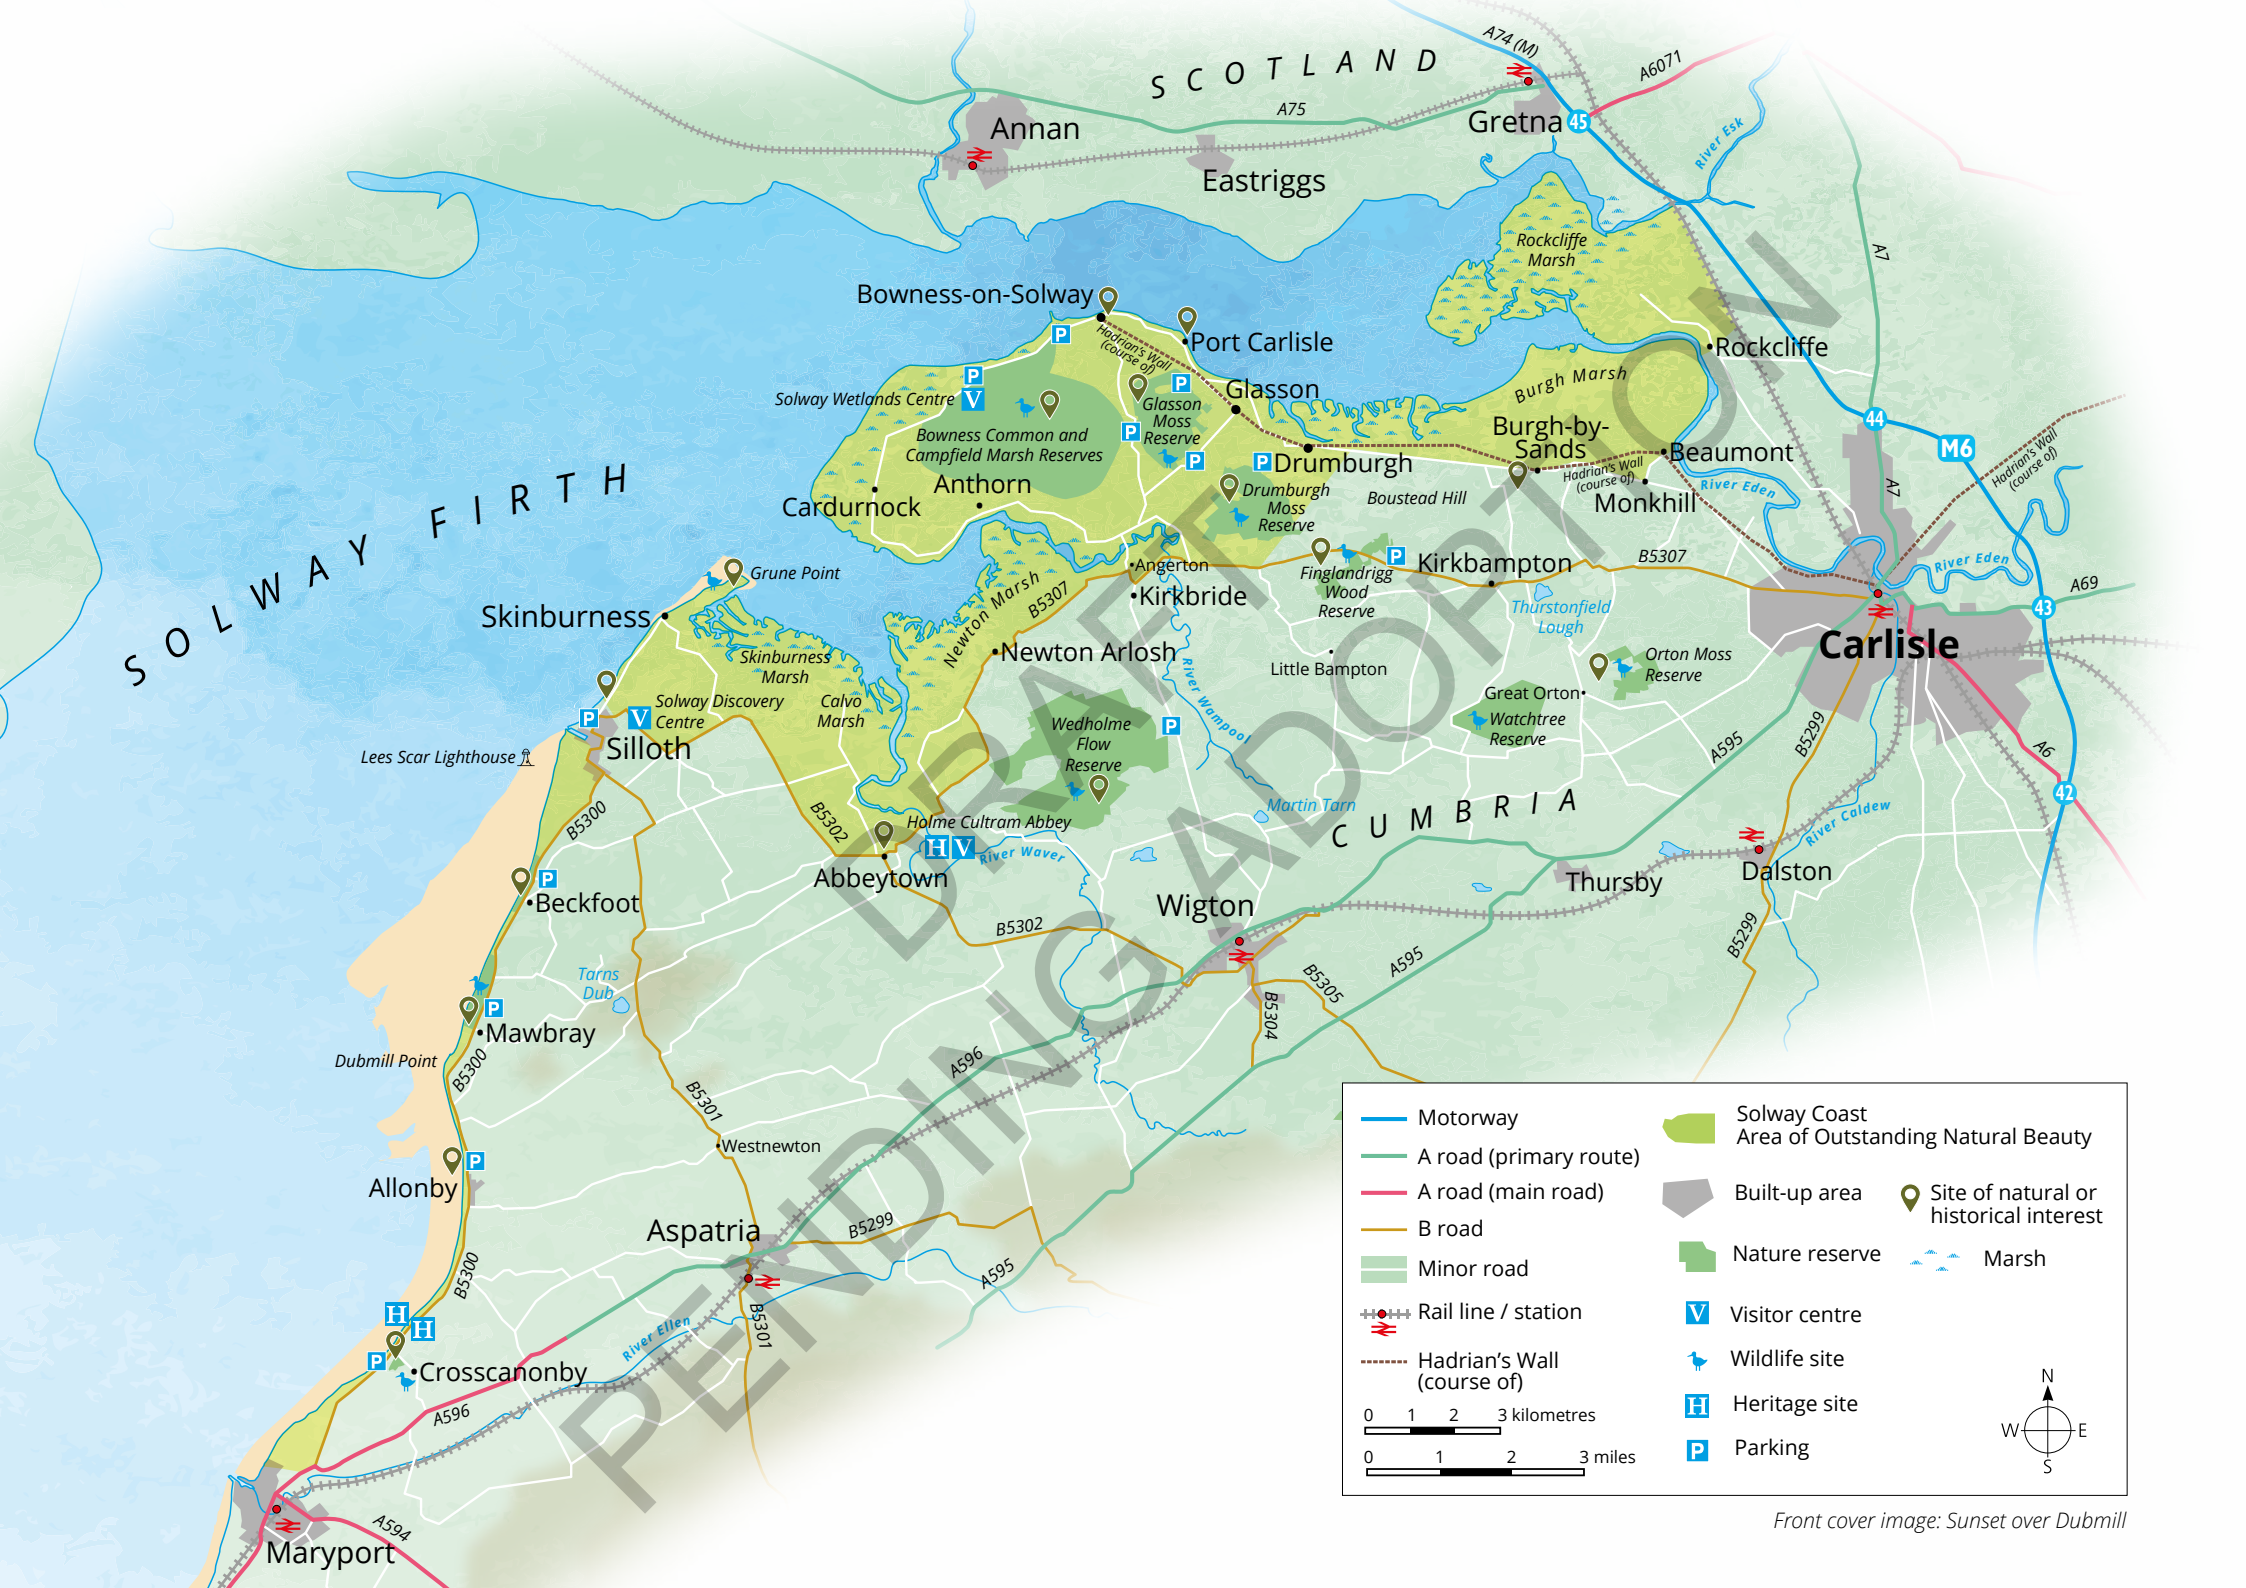 SCOTLAND
A74 (M)
A6071
A75
Annan
Gretna
45
Eastriggs
River Esk
Rockcliffe
Marsh
A7
Bowness-on-Solway
Hadrian's Wall
(course of)
Port Carlisle
P
Rockcliffe
Burgh Marsh
P
Solway Wetlands Centre
V
Glasson
Moss
Reserve
P
Glasson
P
P
Bowness Common and
Campfield Marsh Reserves
Burgh-by-
Sands
44
M6
Hadrian's Wall
(course of)
SOLWAY FIRTH
Cardurnock
Anthorn
P
Drumburgh
Drumburgh
Moss
Reserve
Boustead Hill
Hadrian's Wall
(course of)
Beaumont
Monkhill
River Eden
A7
Grune Point
Skinburness
Newton Marsh
B5307
Angerton
Kirkbride
Finglandrigg
Wood
Reserve
P
Kirkbampton
B5307
Thurstonfield
Lough
River Eden
43
A69
Carlisle
Skinburness
Marsh
Calvo
Marsh
Newton Arlosh
River Wampool
Little Bampton
Orton Moss
Reserve
Great Orton
Watchtree
Reserve
P
V
Solway Discovery
Centre
Silloth
Lees Scar Lighthouse
Wedholme
Flow
Reserve
P
A595
B5299
A6
42
B5300
B5302
Holme Cultram Abbey
H
V
River Waver
Abbeytown
Martin Tarn
CUMBRIA
River Caldew
Dalston
Thursby
P
Beckfoot
Wigton
B5302
B5299
Tarns
Dub
P
Mawbray
B5305
B5304
A595
Dubmill Point
B5300
A596
B5301
Westnewton
P
Allonby
Aspatria
B5299
A595
B5300
B5301
River Ellen
H
H
P
Crosscanonby
A596
Maryport
A594
DRAFT
PENDING ADOPTION
Motorway
A road (primary route)
A road (main road)
B road
Minor road
Rail line / station
Hadrian's Wall
(course of)
0 1 2 3 kilometres
0 1 2 3 miles
Solway Coast
Area of Outstanding Natural Beauty
Built-up area
Site of natural or
historical interest
Nature reserve
Marsh
V
Visitor centre
Wildlife site
H
Heritage site
P
Parking
N
W
E
S
Front cover image: Sunset over Dubmill